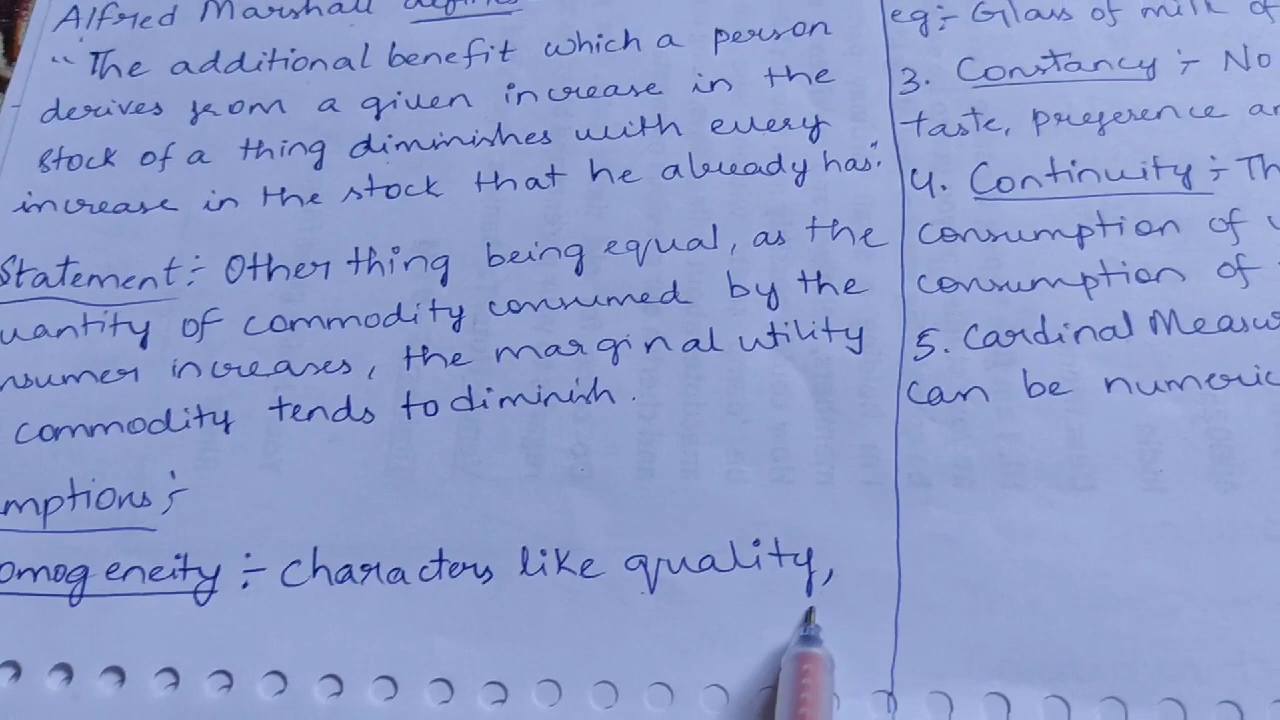 Alfred Marshall defines
"The additional benefit which a person
derives from a given increase in the
stock of a thing diminishes with every
increase in the stock that he already has".
Statement :- Other thing being equal, as the
uantity of commodity consumed by the
nsumer increases, the marginal utility
commodity tends to diminish.
mptions :-
omogeneity :- characters like quality,
eg :- Glass of milk of
3. Constancy :- No
taste, preference a
4. Continuity :- Th
consumption of
consumption of
5. Cardinal Measu
can be numeric